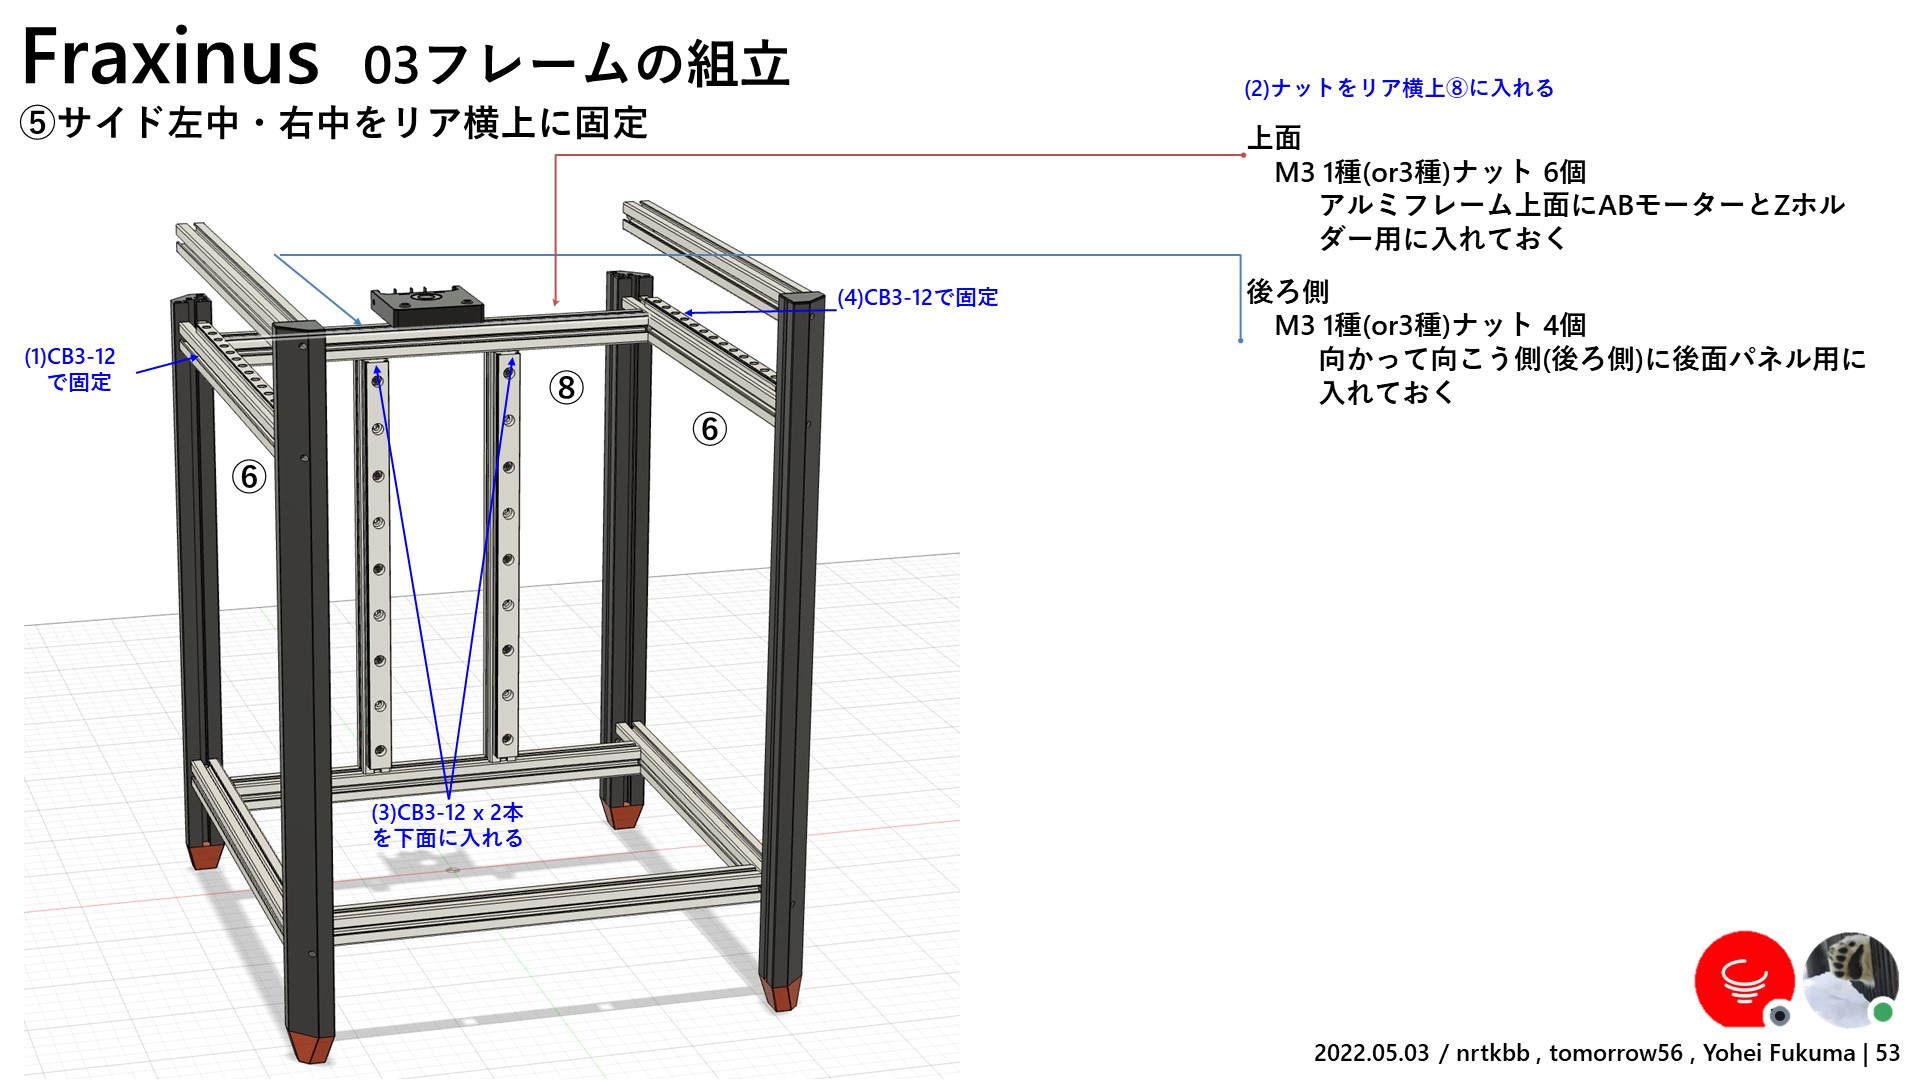 Fraxinus 03フレームの組立
⑤サイド左中・右中をリア横上に固定
(2)ナットをリア横上⑧に入れる
上面
M3 1種(or3種)ナット 6個
アルミフレーム上面にABモーターとZホル
ダー用に入れておく
後ろ側
M3 1種(or3種)ナット 4個
向かって向こう側(後ろ側)に後面パネル用に
入れておく
(4)CB3-12で固定
(1)CB3-12
で固定
⑧
⑥
⑥
(3)CB3-12 x 2本
を下面に入れる
2022.05.03 / nrtkbb , tomorrow56 , Yohei Fukuma | 53